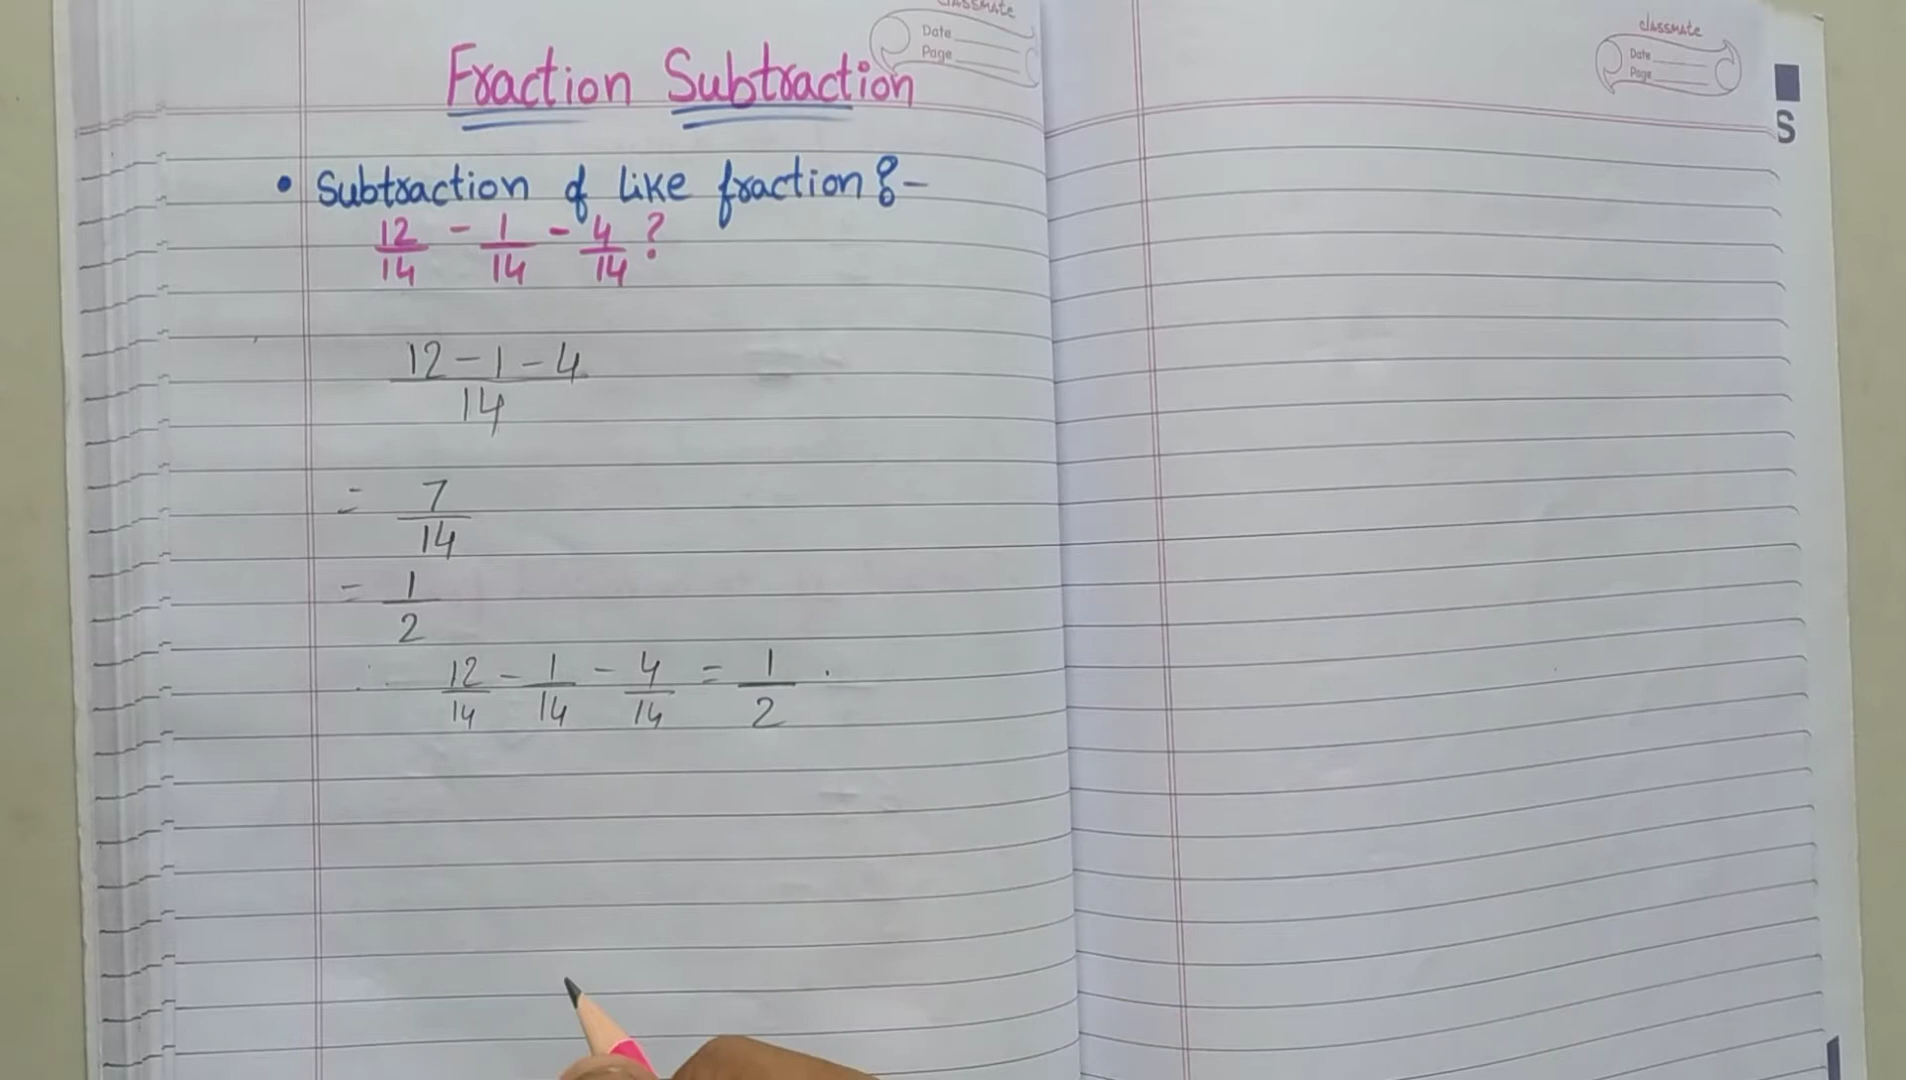 classmate
Date
Page
classmate
Date
Page
S
Fraction Subtraction
• Subtraction of like fraction :-
12/14 - 1/14 - 4/14 ?
12 - 1 - 4
14
= 7/14
= 1/2
12/14 - 1/14 - 4/14 = 1/2 .